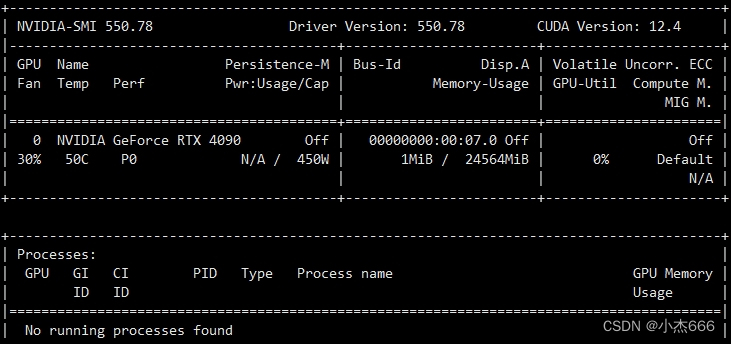 NVIDIA-SMI 550.78 Driver Version: 550.78 CUDA Version: 12.4
GPU Name Persistence-M | Bus-Id Disp.A | Volatile Uncorr. ECC
Fan Temp Perf Pwr:Usage/Cap | Memory-Usage | GPU-Util Compute M.
MIG M.
0 NVIDIA GeForce RTX 4090 Off | 00000000:00:07.0 Off | Off
30% 50C P0 N/A / 450W | 1MiB / 24564MiB | 0% Default
N/A
Processes:
GPU GI CI PID Type Process name GPU Memory
ID ID Usage
No running processes found
CSDN @小杰666